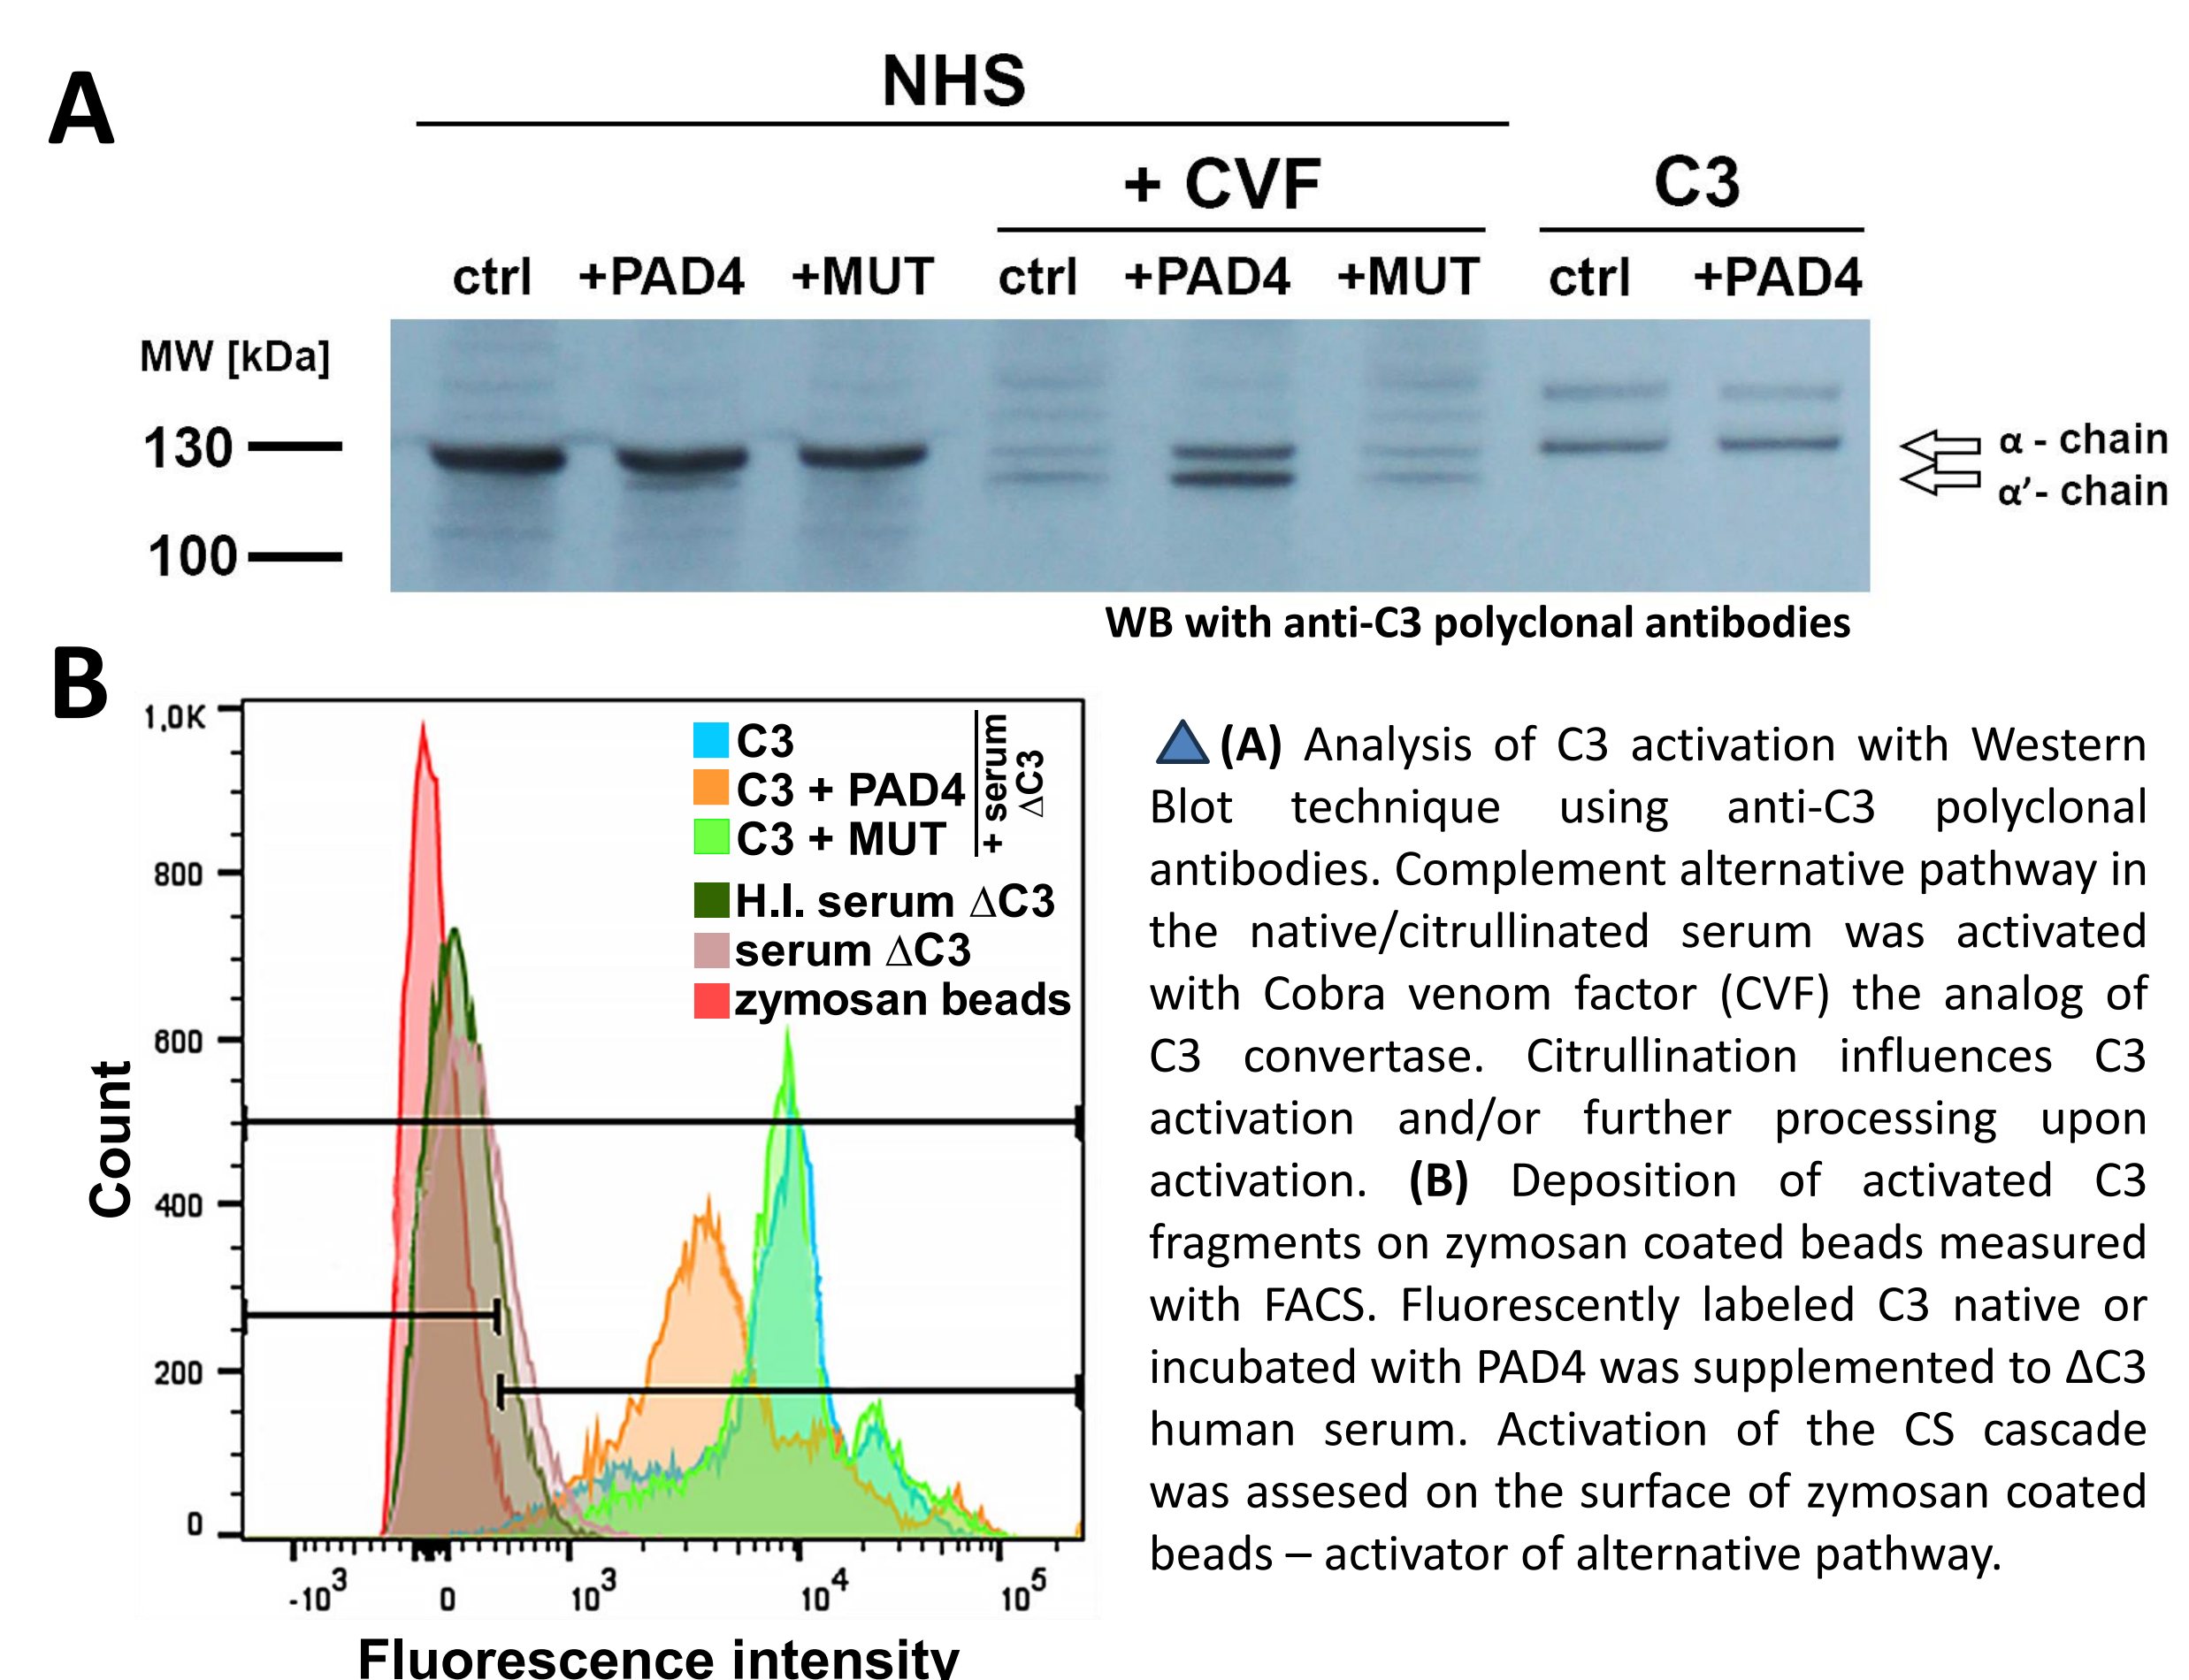 A
NHS
+ CVF
C3
ctrl +PAD4 +MUT ctrl +PAD4 +MUT ctrl +PAD4
MW [kDa]
130
100
α - chain
α’- chain
WB with anti-C3 polyclonal antibodies
B
1,0K
800
600
400
200
0
Count
C3
C3 + PAD4
C3 + MUT
+ serum
ΔC3
H.I. serum ΔC3
serum ΔC3
zymosan beads
-10³ 0 10³ 10⁴ 10⁵
Fluorescence intensity
(A) Analysis of C3 activation with Western
Blot technique using anti-C3 polyclonal
antibodies. Complement alternative pathway in
the native/citrullinated serum was activated
with Cobra venom factor (CVF) the analog of
C3 convertase. Citrullination influences C3
activation and/or further processing upon
activation. (B) Deposition of activated C3
fragments on zymosan coated beads measured
with FACS. Fluorescently labeled C3 native or
incubated with PAD4 was supplemented to ΔC3
human serum. Activation of the CS cascade
was assesed on the surface of zymosan coated
beads – activator of alternative pathway.